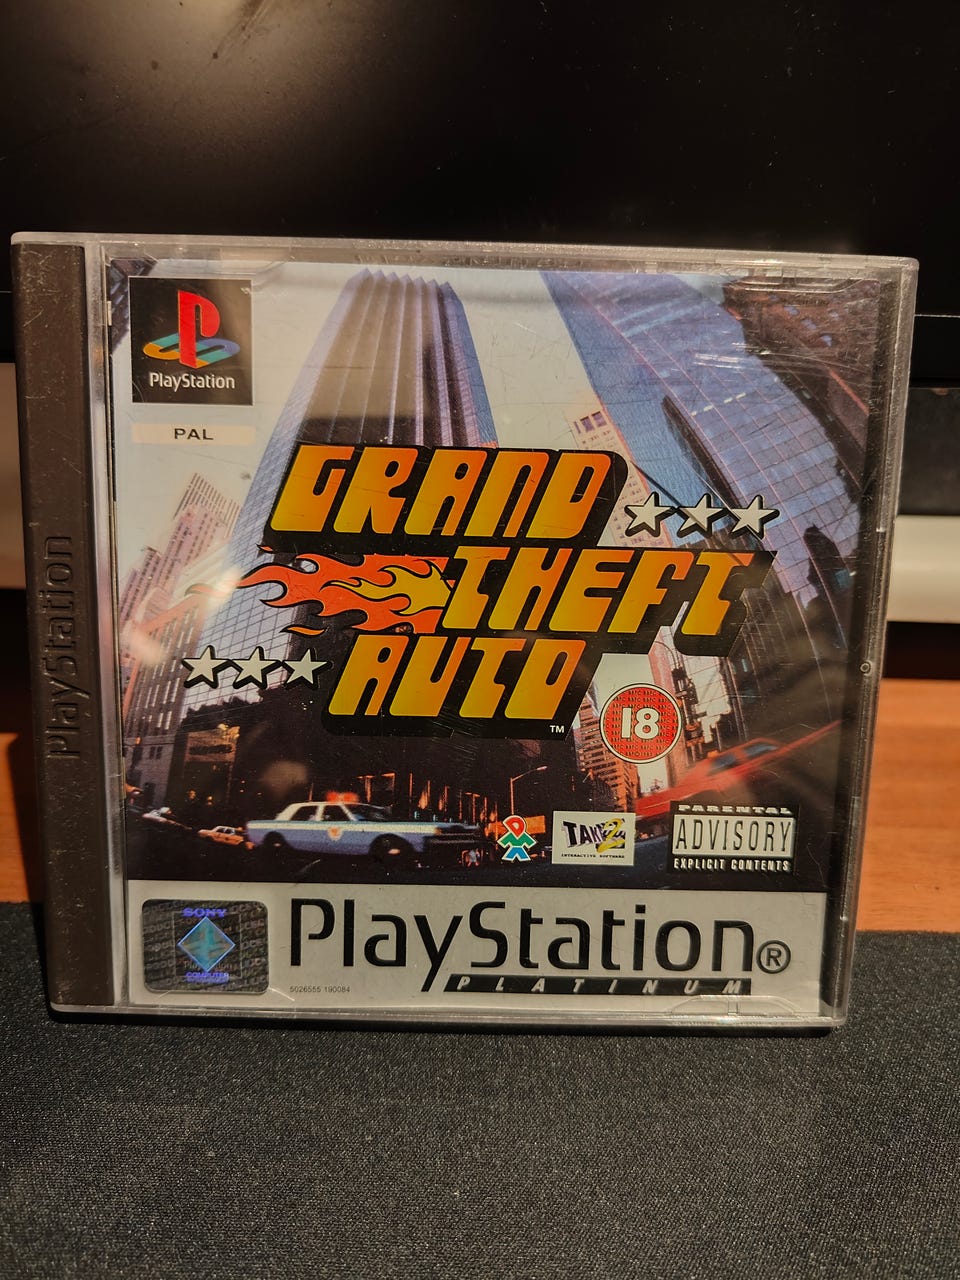 PlayStation
PlayStation
PAL
GRAND
THEFT
AUTO
TM
18
TAKE 2
INTERACTIVE SOFTWARE
PARENTAL
ADVISORY
EXPLICIT CONTENTS
SONY
COMPUTER
5026555 190084
PlayStation®
PLATINUM